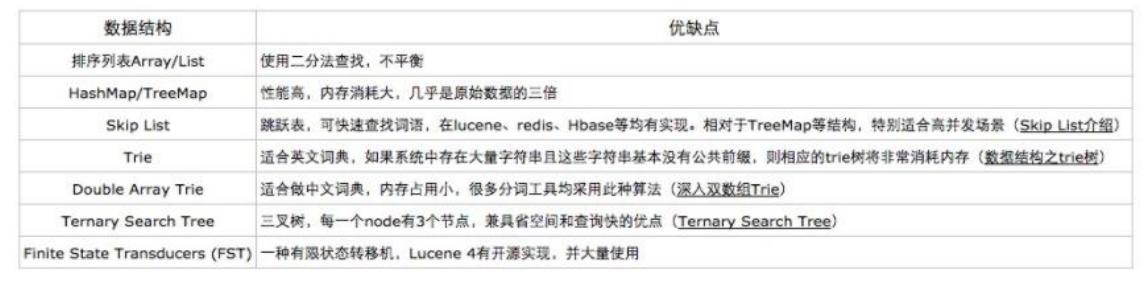 数据结构 优缺点
排序列表Array/List 使用二分法查找，不平衡
HashMap/TreeMap 性能高，内存消耗大，几乎是原始数据的三倍
Skip List 跳跃表，可快速查找词语，在lucene、redis、Hbase等均有实现。相对于TreeMap等结构，特别适合高并发场景（Skip List介绍）
Trie 适合英文词典，如果系统中存在大量字符串且这些字符串基本没有公共前缀，则相应的trie树将非常消耗内存（数据结构之trie树）
Double Array Trie 适合做中文词典，内存占用小，很多分词工具均采用此种算法（深入双数组Trie）
Ternary Search Tree 三叉树，每一个node有3个节点，兼具省空间和查询快的优点（Ternary Search Tree）
Finite State Transducers (FST) 一种有限状态转移机，Lucene 4有开源实现，并大量使用